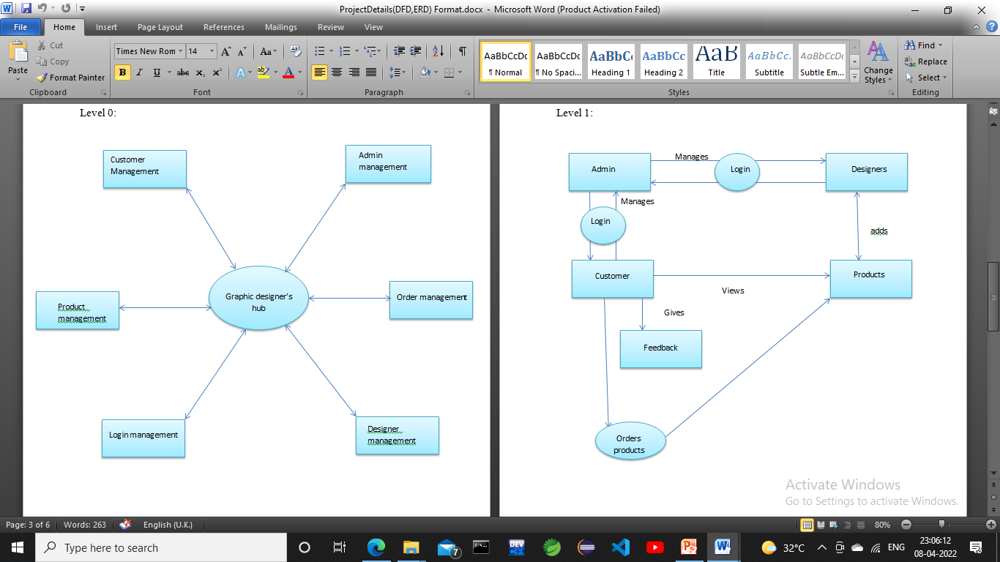 ProjectDetails(DFD,ERD) Format.docx - Microsoft Word (Product Activation Failed)
File Home Insert Page Layout References Mailings Review View
Paste
Cut
Copy
Format Painter
Clipboard
Times New Rom 14
Aa
B I U abc x₂ x²
Font
Paragraph
AaBbCcDc AaBbCcDc AaBbCc AaBbCc AaB AaBbCc. AaBbCcDc
¶ Normal ¶ No Spaci... Heading 1 Heading 2 Title Subtitle Subtle Em...
Change
Styles
Styles
Find
Replace
Select
Editing
Level 0:
Customer
Management
Admin
management
Graphic designer's
hub
Product
management
Order management
Login management
Designer
management
Level 1:
Admin
Manages
Login
Designers
Manages
Login
adds
Customer
Views
Products
Gives
Feedback
Orders
products
Activate Windows
Go to Settings to activate Windows.
Page: 3 of 6 Words: 263 English (U.K.) 80%
Type here to search
7
DEV
32°C ENG
23:06:12
08-04-2022